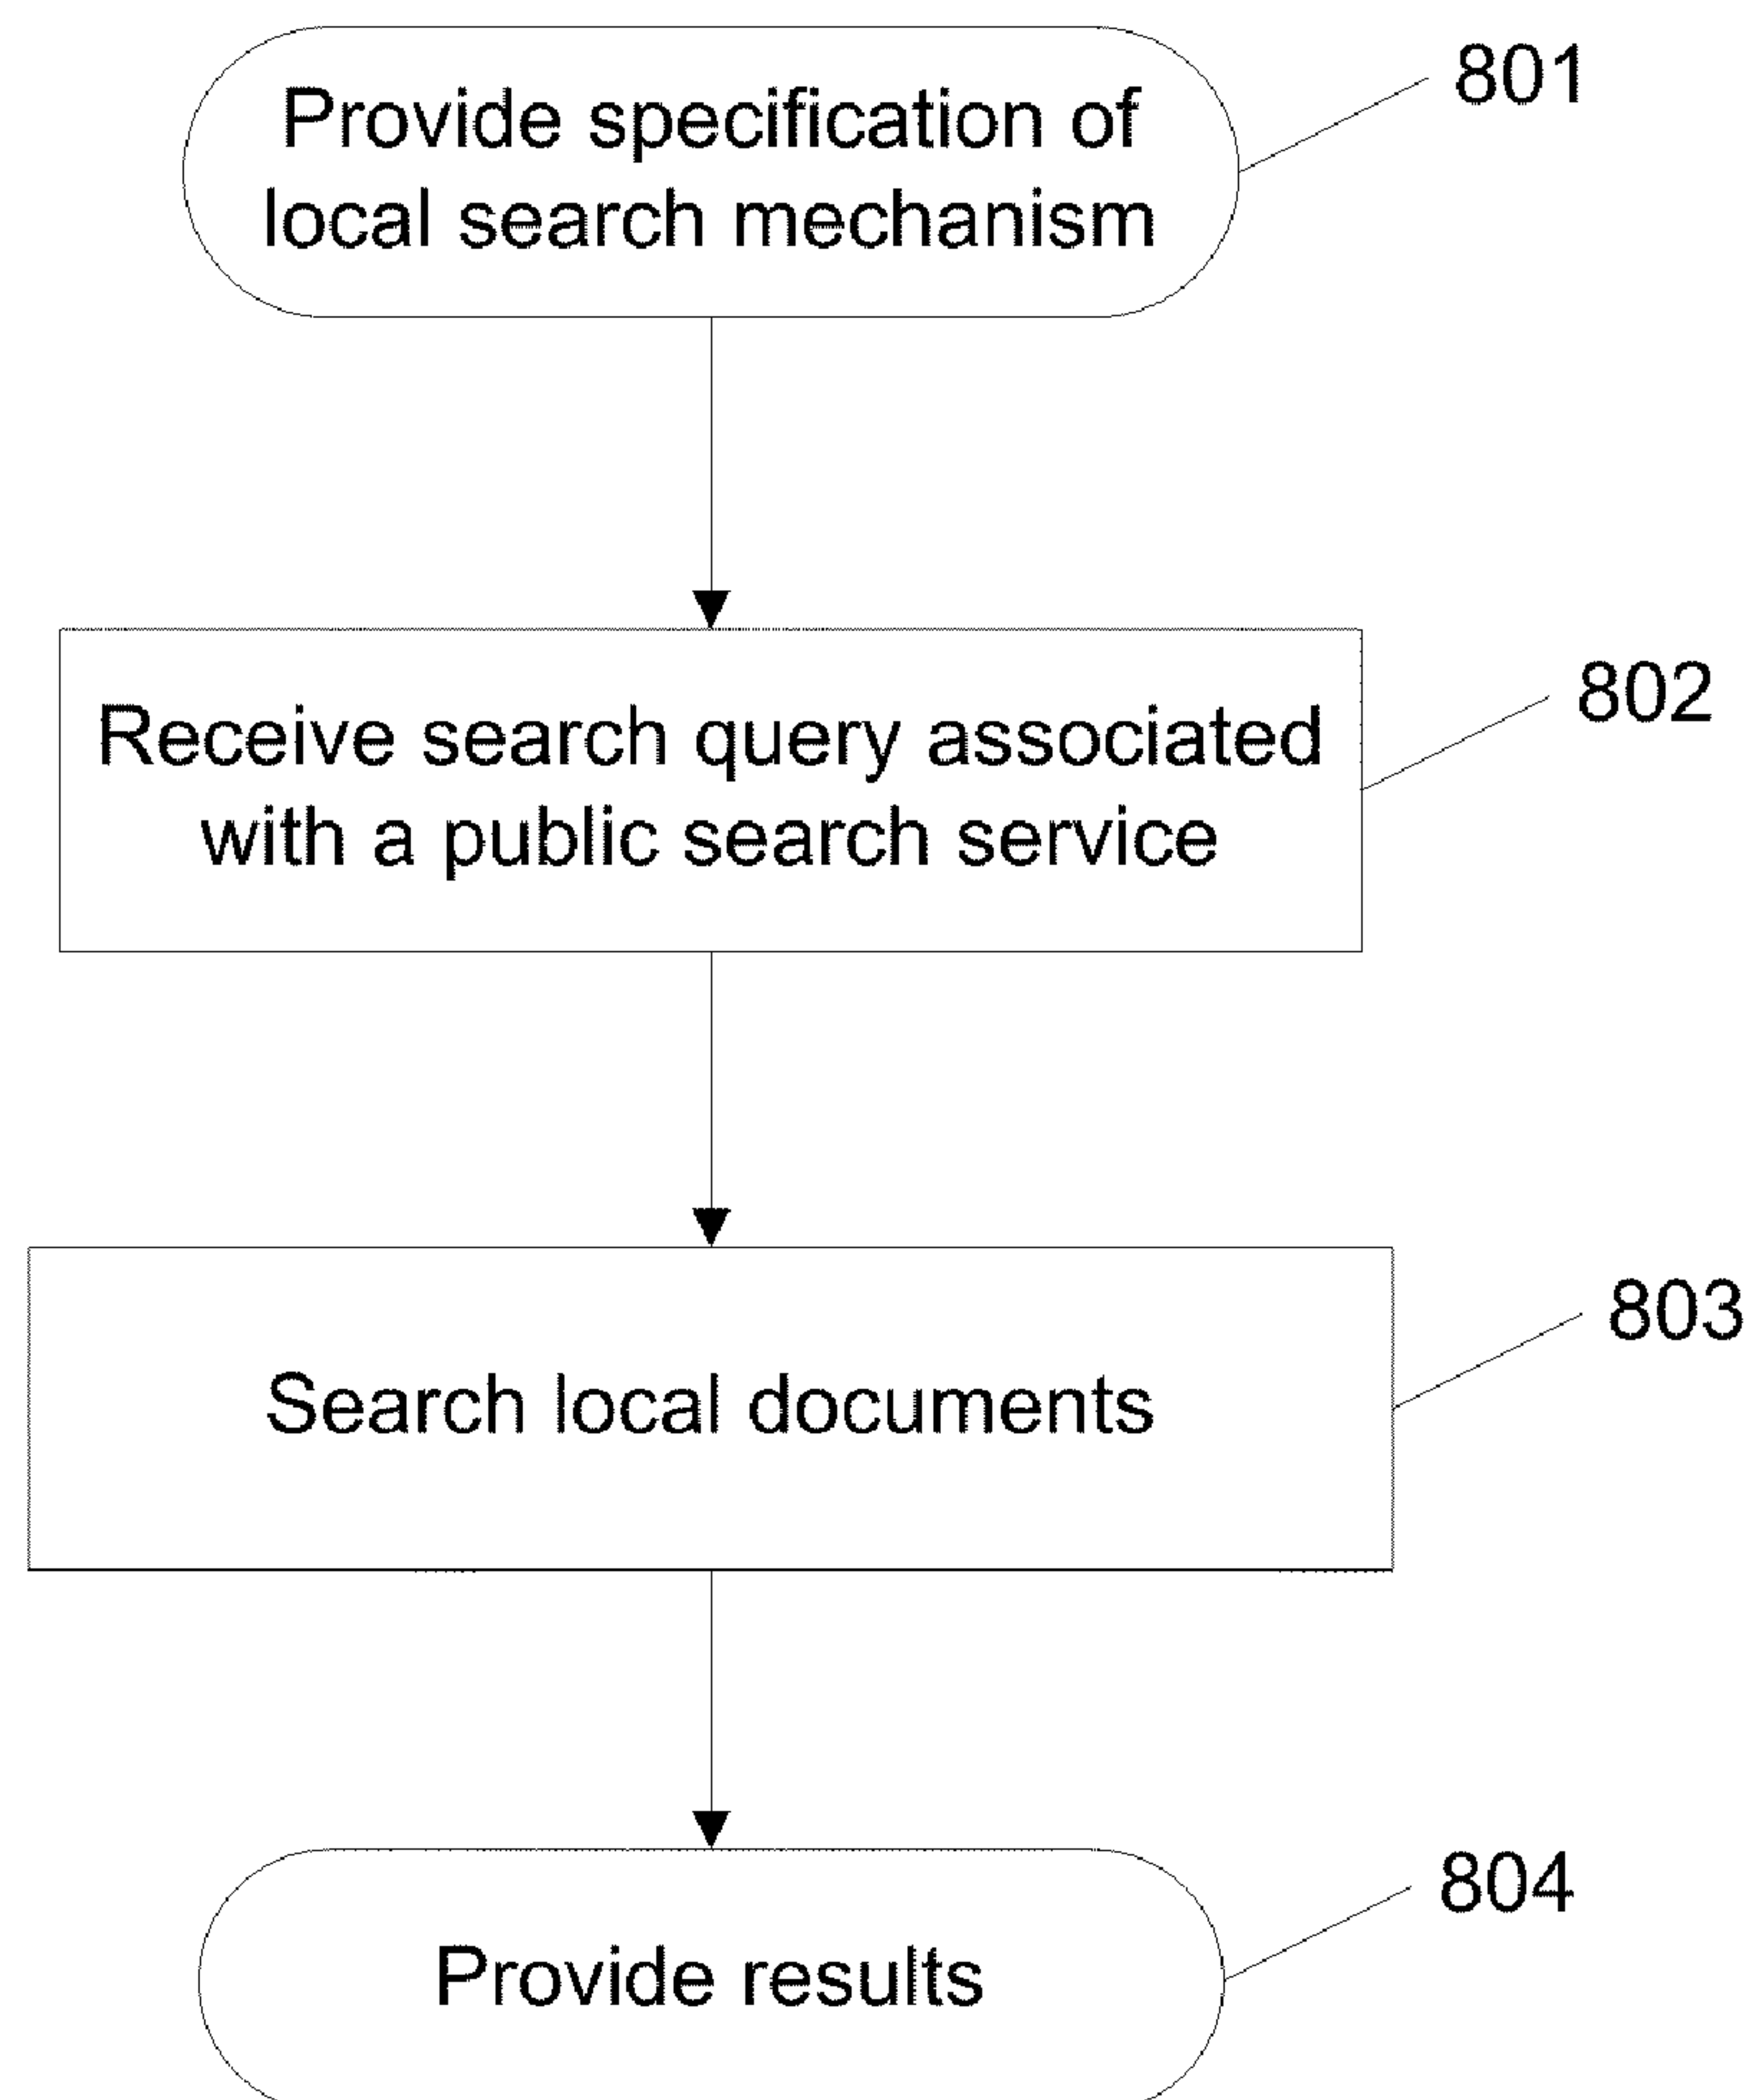 Provide specification of
local search mechanism
801
Receive search query associated
with a public search service
802
Search local documents
803
Provide results
804